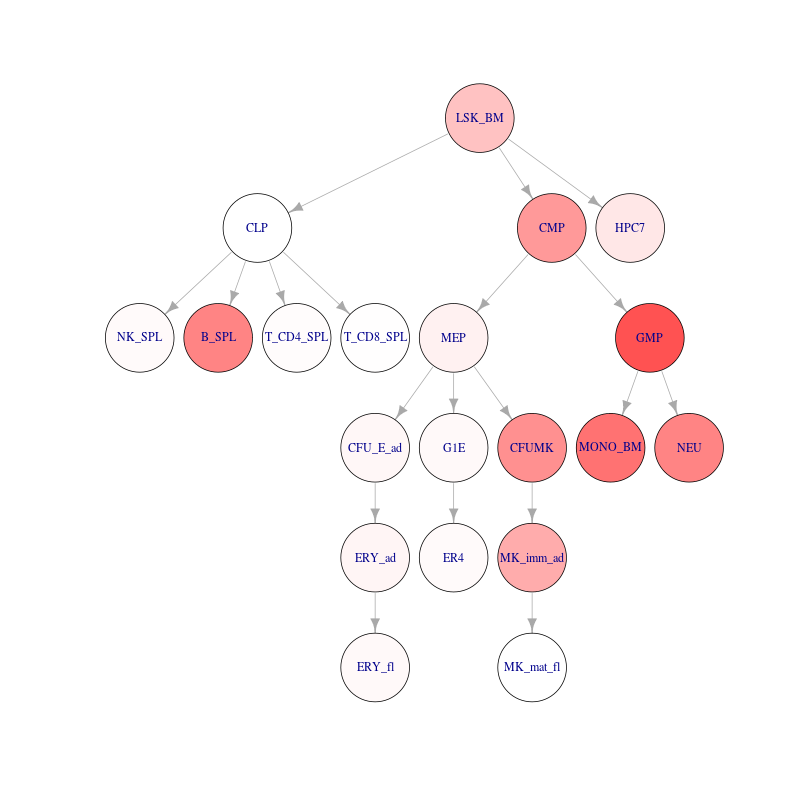 LSK_BM
CLP
CMP
HPC7
NK_SPL
B_SPL
T_CD4_SPL
T_CD8_SPL
MEP
GMP
CFU_E_ad
G1E
CFUMK
MONO_BM
NEU
ERY_ad
ER4
MK_imm_ad
ERY_fl
MK_mat_fl